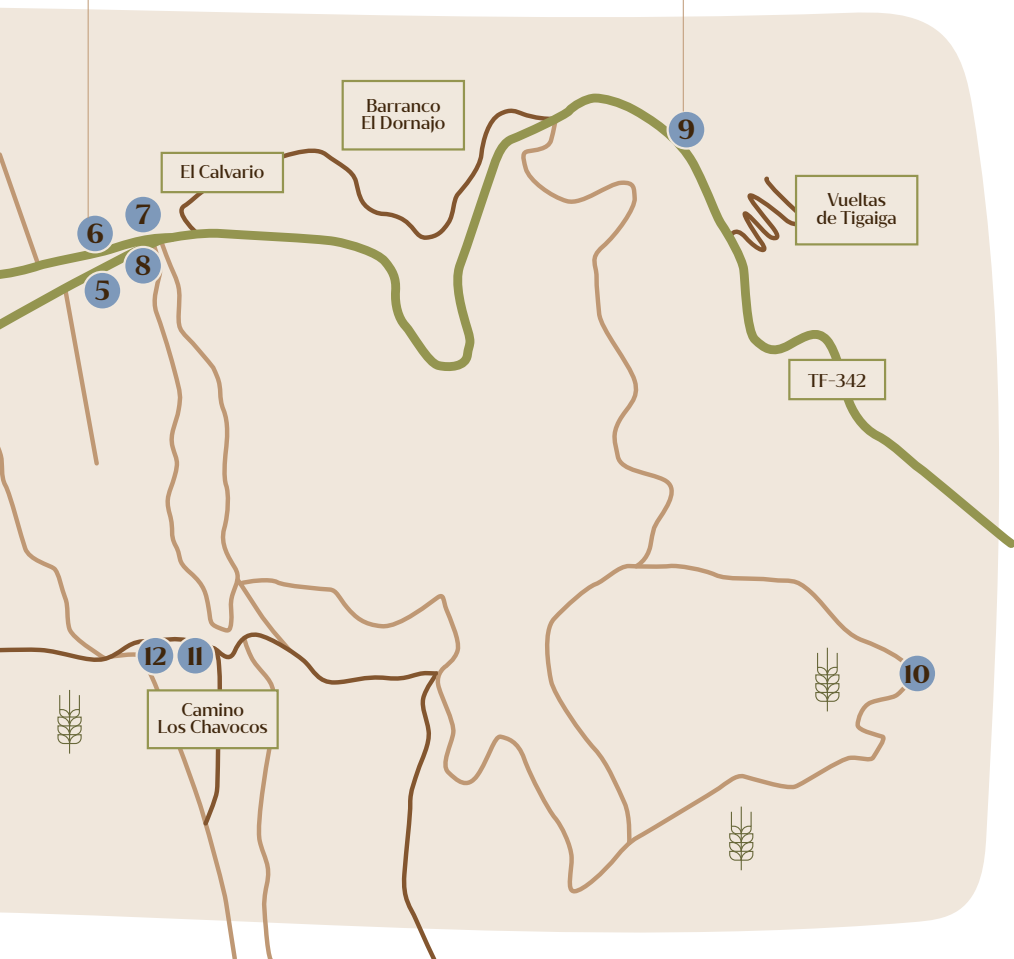 Barranco
El Dornajo
9
El Calvario
Vueltas
de Tigaiga
7
6
8
5
TF-342
12
11
10
Camino
Los Chavocos